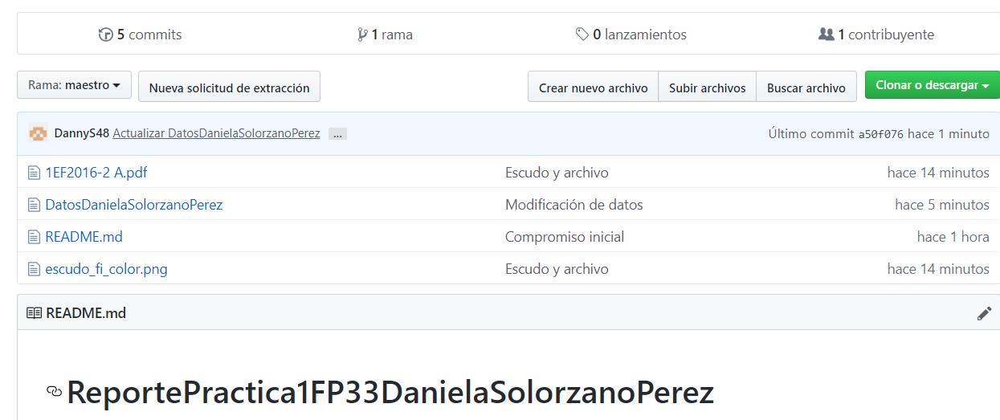 5 commits 1 rama 0 lanzamientos 1 contribuyente
Rama: maestro Nueva solicitud de extracción Crear nuevo archivo Subir archivos Buscar archivo Clonar o descargar
DannyS48 Actualizar DatosDanielaSolorzanoPerez ... Último commit a50f076 hace 1 minuto
1EF2016-2 A.pdf Escudo y archivo hace 14 minutos
DatosDanielaSolorzanoPerez Modificación de datos hace 5 minutos
README.md Compromiso inicial hace 1 hora
escudo_fi_color.png Escudo y archivo hace 14 minutos
README.md
ReportePractica1FP33DanielaSolorzanoPerez